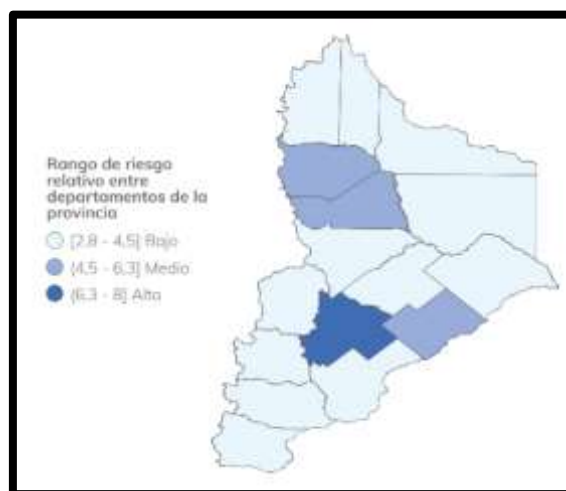 Rango de riesgo
relativo entre
departamentos de la
provincia
[2.8 - 4.5] Bajo
(4.5 - 6.3] Medio
(6.3 - 8] Alto